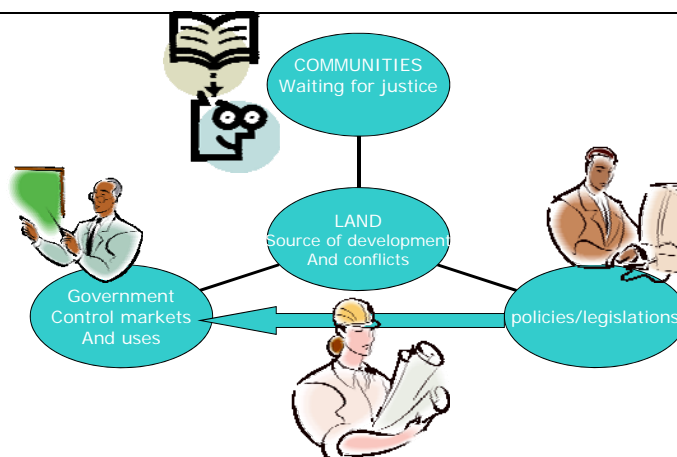 COMMUNITIES
Waiting for justice
LAND
Source of development
And conflicts
Government
Control markets
And uses
policies/legislations